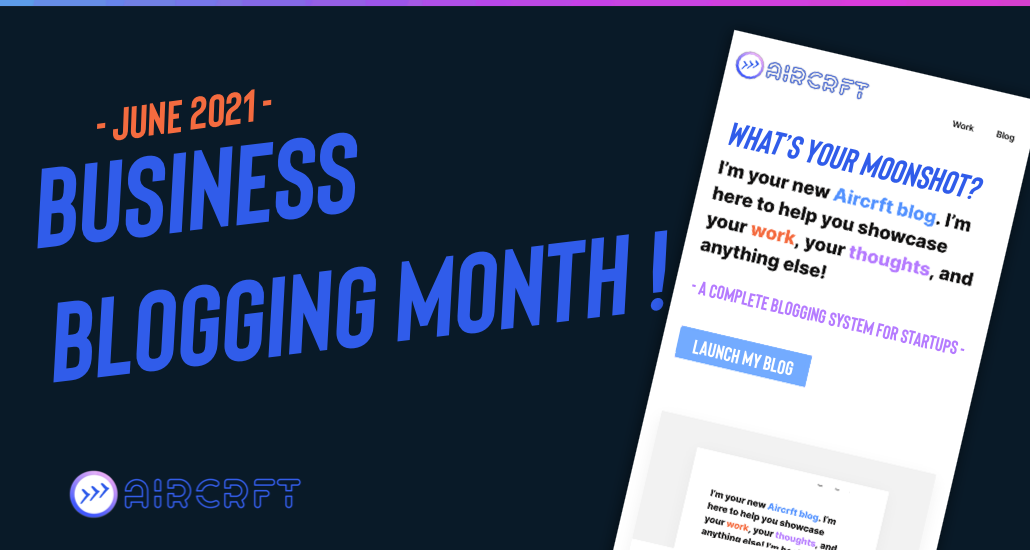 - JUNE 2021 -
BUSINESS
BLOGGING MONTH !
AIRCRFT
AIRCRFT
Work Blog
WHAT'S YOUR MOONSHOT?
I'm your new Aircrft blog. I'm
here to help you showcase
your work, your thoughts, and
anything else!
- A COMPLETE BLOGGING SYSTEM FOR STARTUPS -
LAUNCH MY BLOG
I'm your new Aircrft blog. I'm
here to help you showcase
your work, your thoughts, and
anything else! I'm